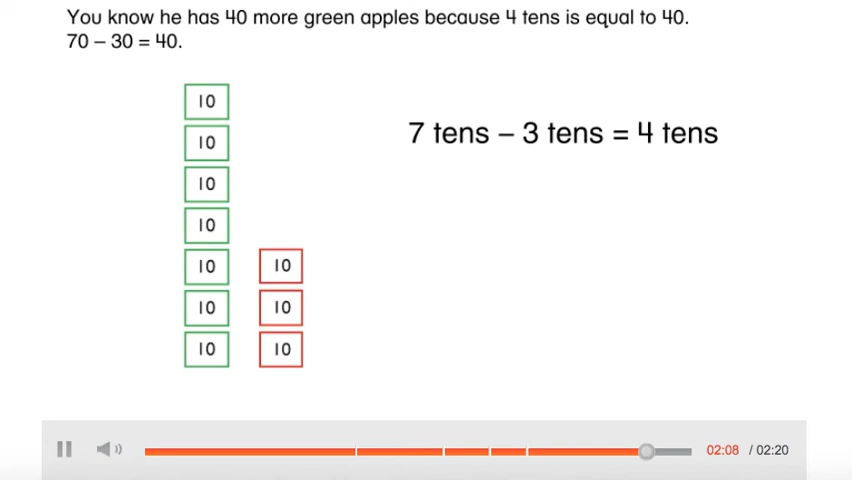 You know he has 40 more green apples because 4 tens is equal to 40.
70 – 30 = 40.
10
7 tens – 3 tens = 4 tens
10
10
10
10 10
10 10
10 10
02:08 / 02:20